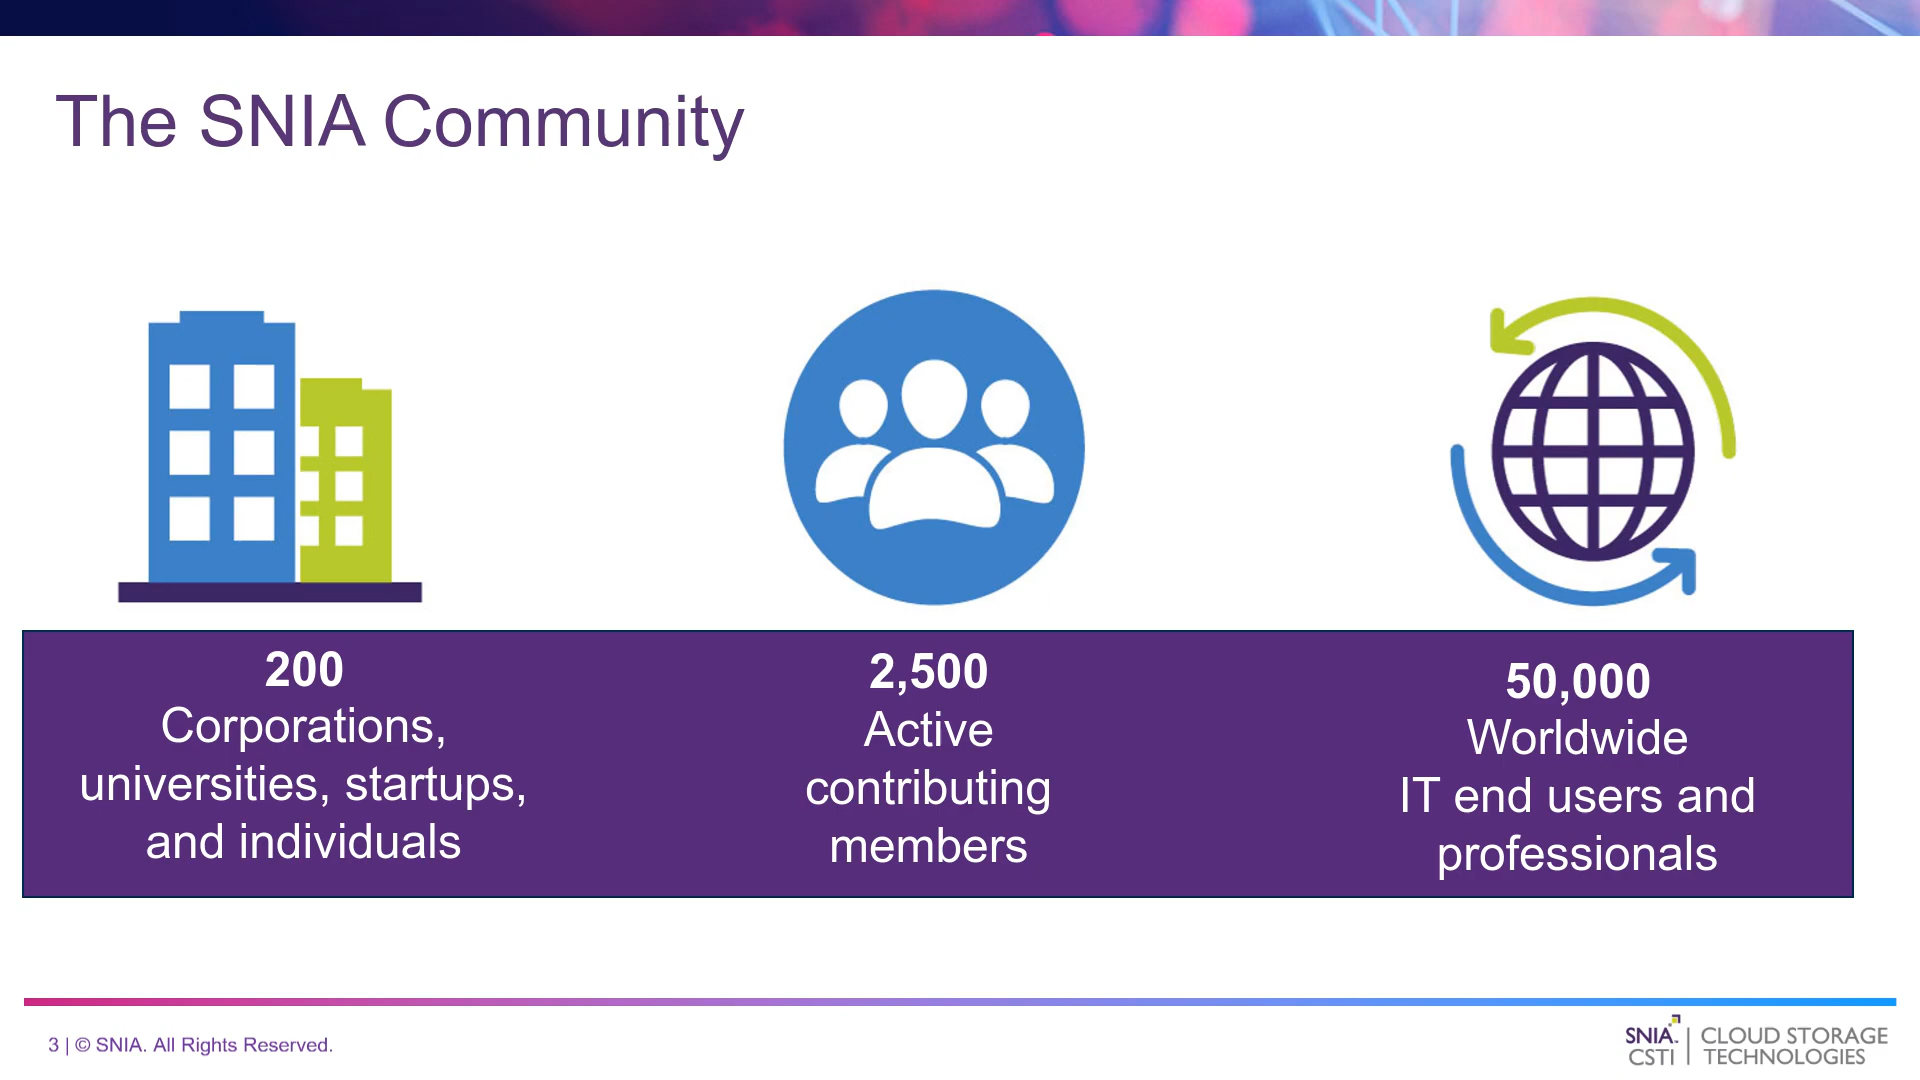 The SNIA Community
200
Corporations,
universities, startups,
and individuals
2,500
Active
contributing
members
50,000
Worldwide
IT end users and
professionals
3 | © SNIA. All Rights Reserved.
SNIA. | CLOUD STORAGE
CSTI | TECHNOLOGIES